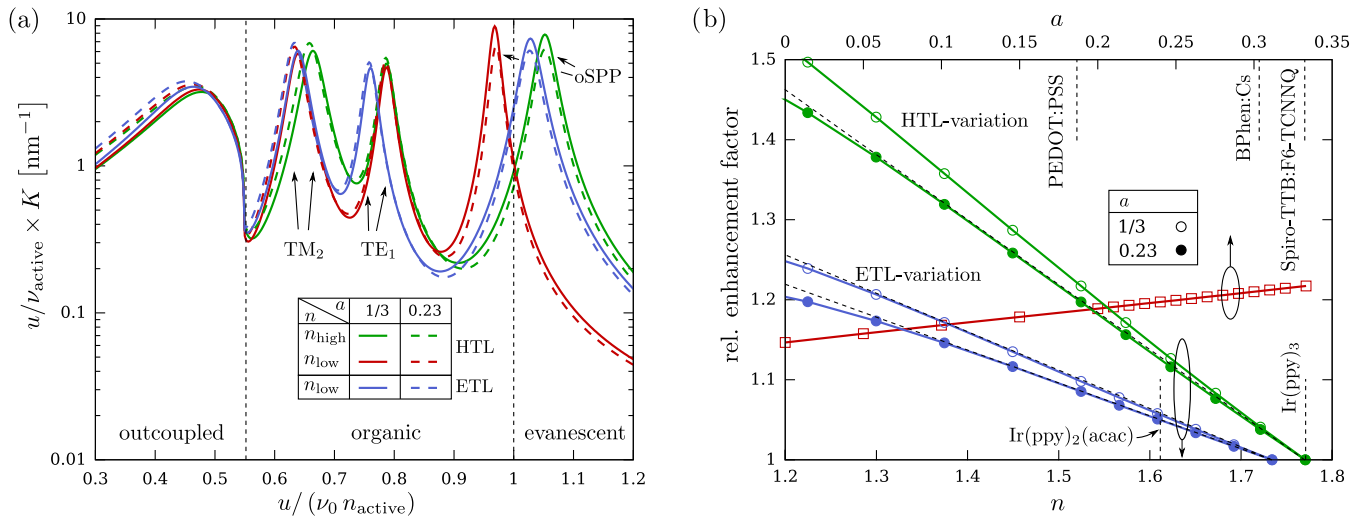 (a)
10
1
0.1
0.01
u/ν_active × K [nm⁻¹]
oSPP
TM₂
TE₁
n a 1/3 0.23
n_high
n_low
HTL
n_low ETL
outcoupled organic evanescent
0.3 0.4 0.5 0.6 0.7 0.8 0.9 1 1.1 1.2
u/(ν₀ n_active)
(b)
a
0 0.05 0.1 0.15 0.2 0.25 0.3 0.35
1.5
1.4
1.3
1.2
1.1
1
rel. enhancement factor
HTL-variation
ETL-variation
PEDOT:PSS
BPhen:Cs
Spiro-TTB:F6-TCNNQ
a
1/3
0.23
Ir(ppy)₃
Ir(ppy)₂(acac)
1.2 1.3 1.4 1.5 1.6 1.7 1.8
n